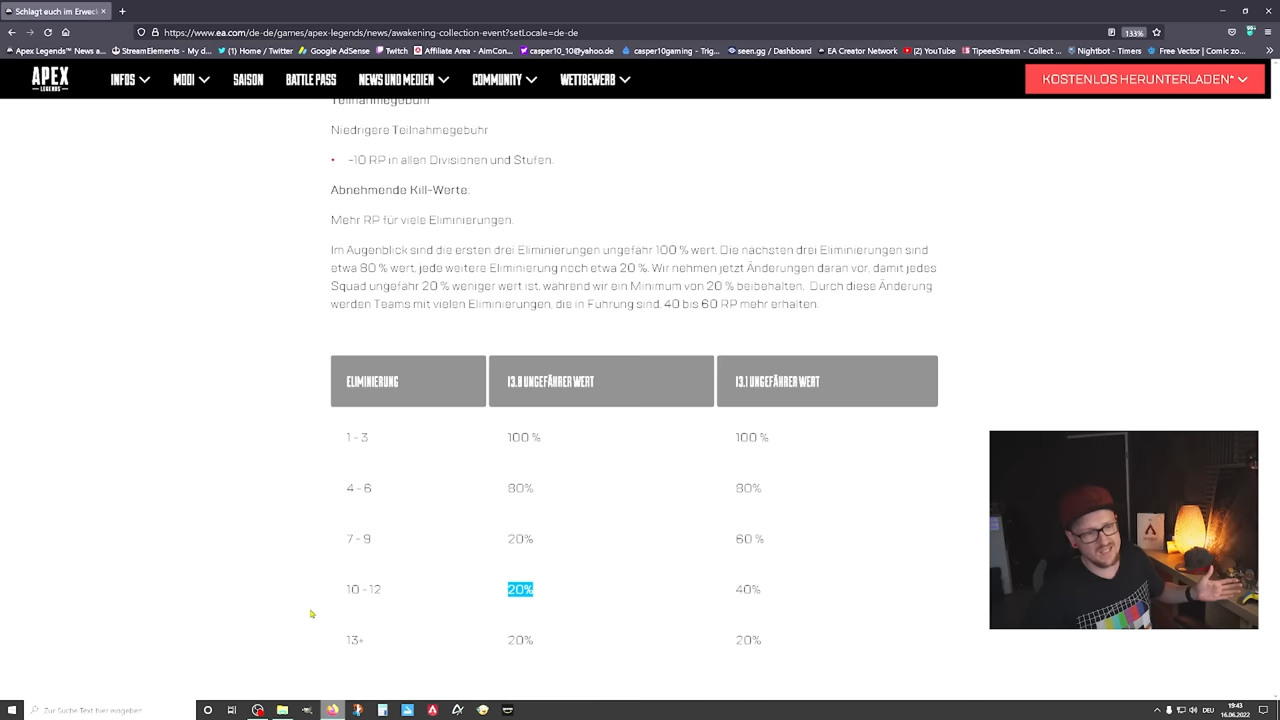 Schlagt euch im Erweck
https://www.ea.com/de-de/games/apex-legends/news/awakening-collection-event?setLocale=de-de
133%
Apex Legends™ News a...
StreamElements - My d...
(1) Home / Twitter
Google AdSense
Twitch
Affiliate Area - AimCon...
casper10_10@yahoo.de
casper10gaming - Trig...
seen.gg / Dashboard
EA Creator Network
(2) YouTube
TipeeeStream - Collect ...
Nightbot - Timers
Free Vector | Comic zo...
APEX
LEGENDS
INFOS
MODI
SAISON
BATTLE PASS
NEWS UND MEDIEN
COMMUNITY
WETTBEWERB
KOSTENLOS HERUNTERLADEN*
Teilnahmegebühr
Niedrigere Teilnahmegebühr
• -10 RP in allen Divisionen und Stufen.
Abnehmende Kill-Werte:
Mehr RP für viele Eliminierungen.
Im Augenblick sind die ersten drei Eliminierungen ungefähr 100 % wert. Die nächsten drei Eliminierungen sind
etwa 80 % wert, jede weitere Eliminierung noch etwa 20 %. Wir nehmen jetzt Änderungen daran vor, damit jedes
Squad ungefähr 20 % weniger wert ist, während wir ein Minimum von 20 % beibehalten. Durch diese Änderung
werden Teams mit vielen Eliminierungen, die in Führung sind, 40 bis 60 RP mehr erhalten.
ELIMINIERUNG 13.0 UNGEFÄHRER WERT 13.1 UNGEFÄHRER WERT
1 - 3 100 % 100 %
4 - 6 80% 80%
7 - 9 20% 60 %
10 - 12 20% 40%
13+ 20% 20%
Zur Suche Text hier eingeben
DEU
19:43
16.06.2022